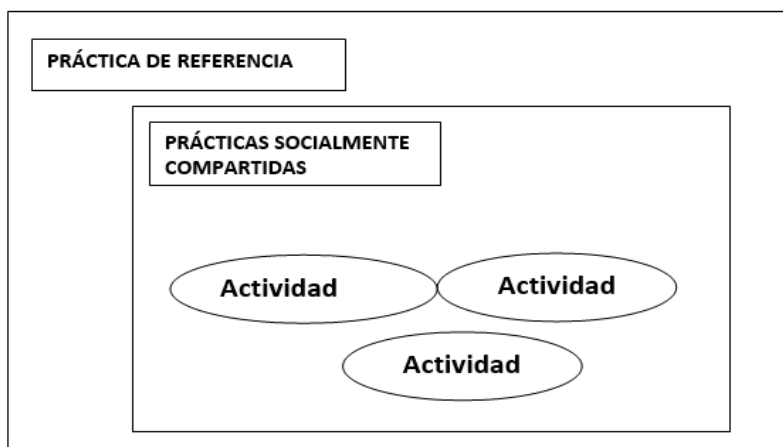 PRÁCTICA DE REFERENCIA
PRÁCTICAS SOCIALMENTE
COMPARTIDAS
Actividad
Actividad
Actividad